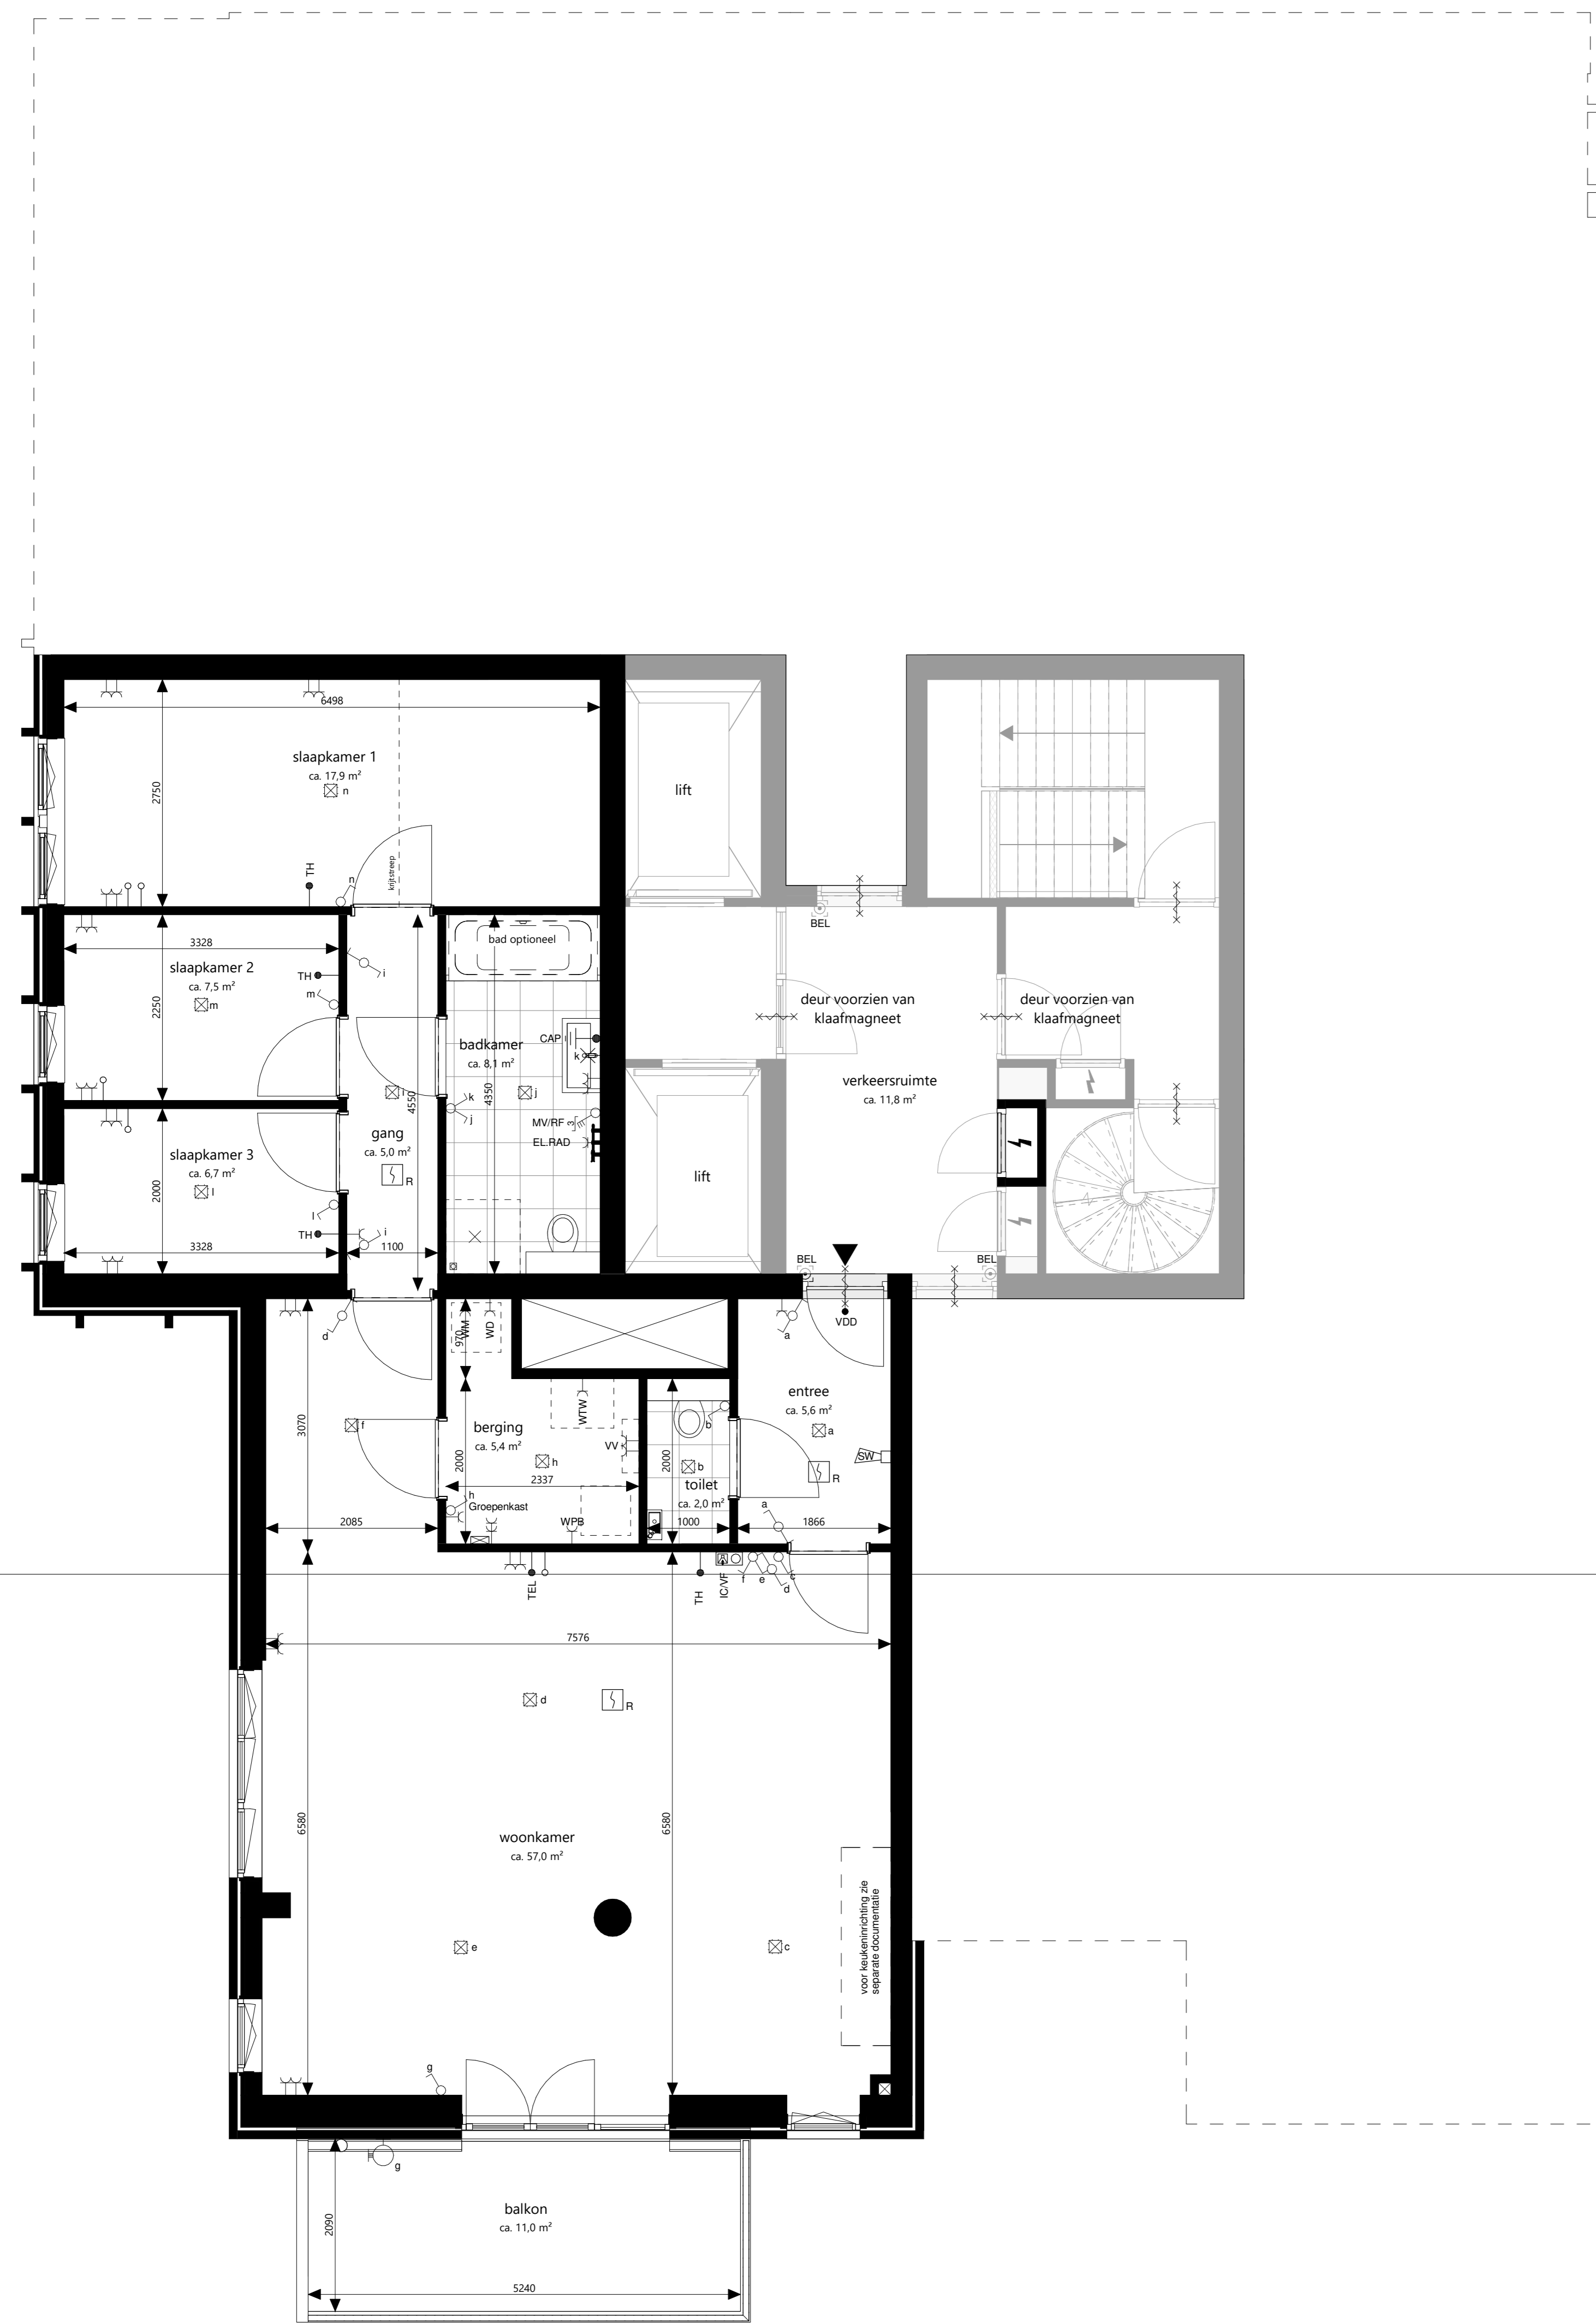 6498
slaapkamer 1
ca. 17,9 m²
n
2750
krijtstreep
TH
n
lift
BEL
3328
slaapkamer 2
ca. 7,5 m²
m
TH
m
2250
i
bad optioneel
badkamer
ca. 8,1 m²
CAP
k
j
k
j
4350
4550
i
MV/RF
3
EL.RAD
deur voorzien van
klaafmagneet
deur voorzien van
klaafmagneet
verkeersruimte
ca. 11,8 m²
slaapkamer 3
ca. 6,7 m²
l
l
TH
2000
3328
gang
ca. 5,0 m²
R
i
1100
lift
BEL
BEL
VDD
d
a
WM
WD
970
3070
f
berging
ca. 5,4 m²
h
WTW
VV
2000
2337
h
Groepenkast
WPB
2085
b
b
toilet
ca. 2,0 m²
2000
1000
entree
ca. 5,6 m²
a
SW
R
a
1866
TEL
TH
IC/VF
f
e
d
c
7576
d
R
6580
6580
woonkamer
ca. 57,0 m²
e
c
voor keukeninrichting zie
separate documentatie
g
g
balkon
ca. 11,0 m²
2090
5240